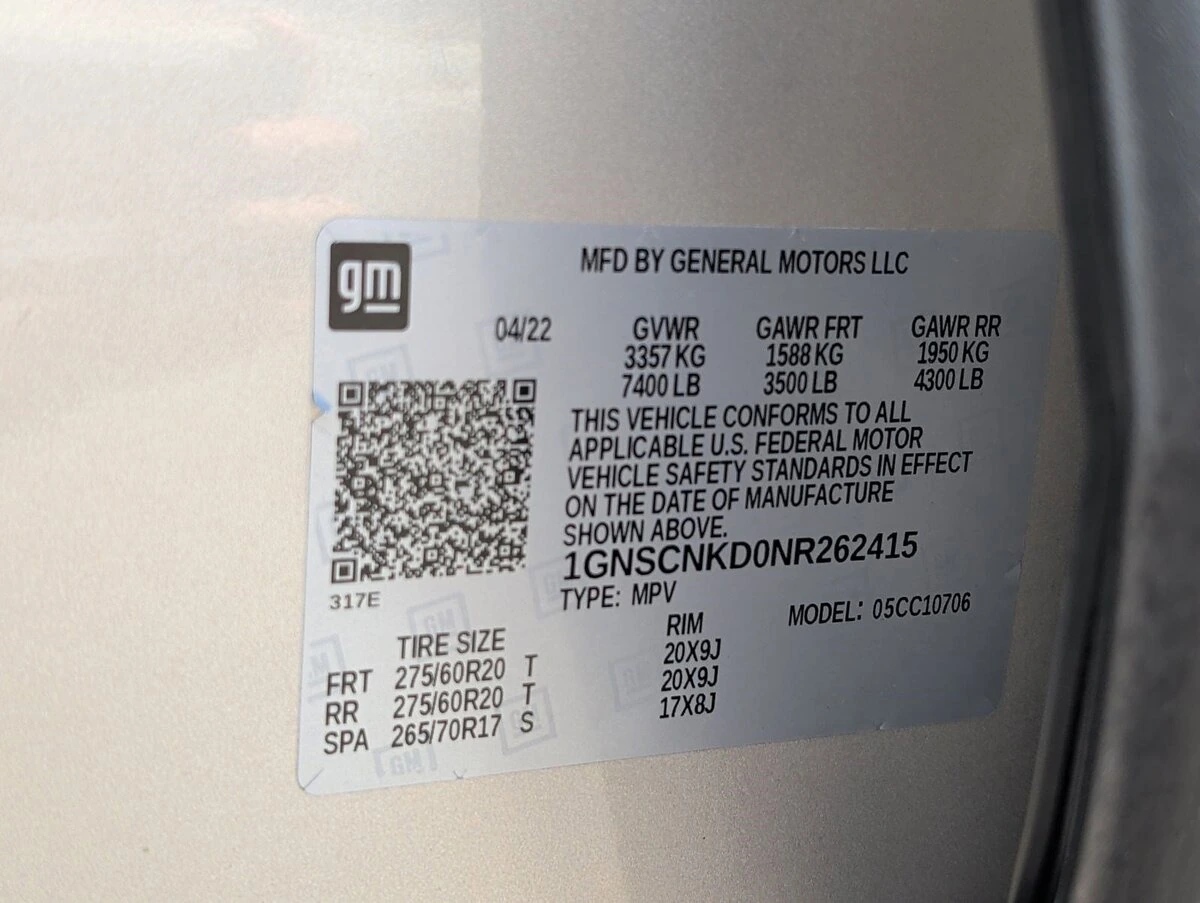 gm
MFD BY GENERAL MOTORS LLC
04/22 GVWR GAWR FRT GAWR RR
3357 KG 1588 KG 1950 KG
7400 LB 3500 LB 4300 LB
THIS VEHICLE CONFORMS TO ALL
APPLICABLE U.S. FEDERAL MOTOR
VEHICLE SAFETY STANDARDS IN EFFECT
ON THE DATE OF MANUFACTURE
SHOWN ABOVE.
1GNSCNKD0NR262415
317E
TYPE: MPV MODEL: 05CC10706
TIRE SIZE RIM
FRT 275/60R20 T 20X9J
RR 275/60R20 T 20X9J
SPA 265/70R17 S 17X8J
GM
GM
GM